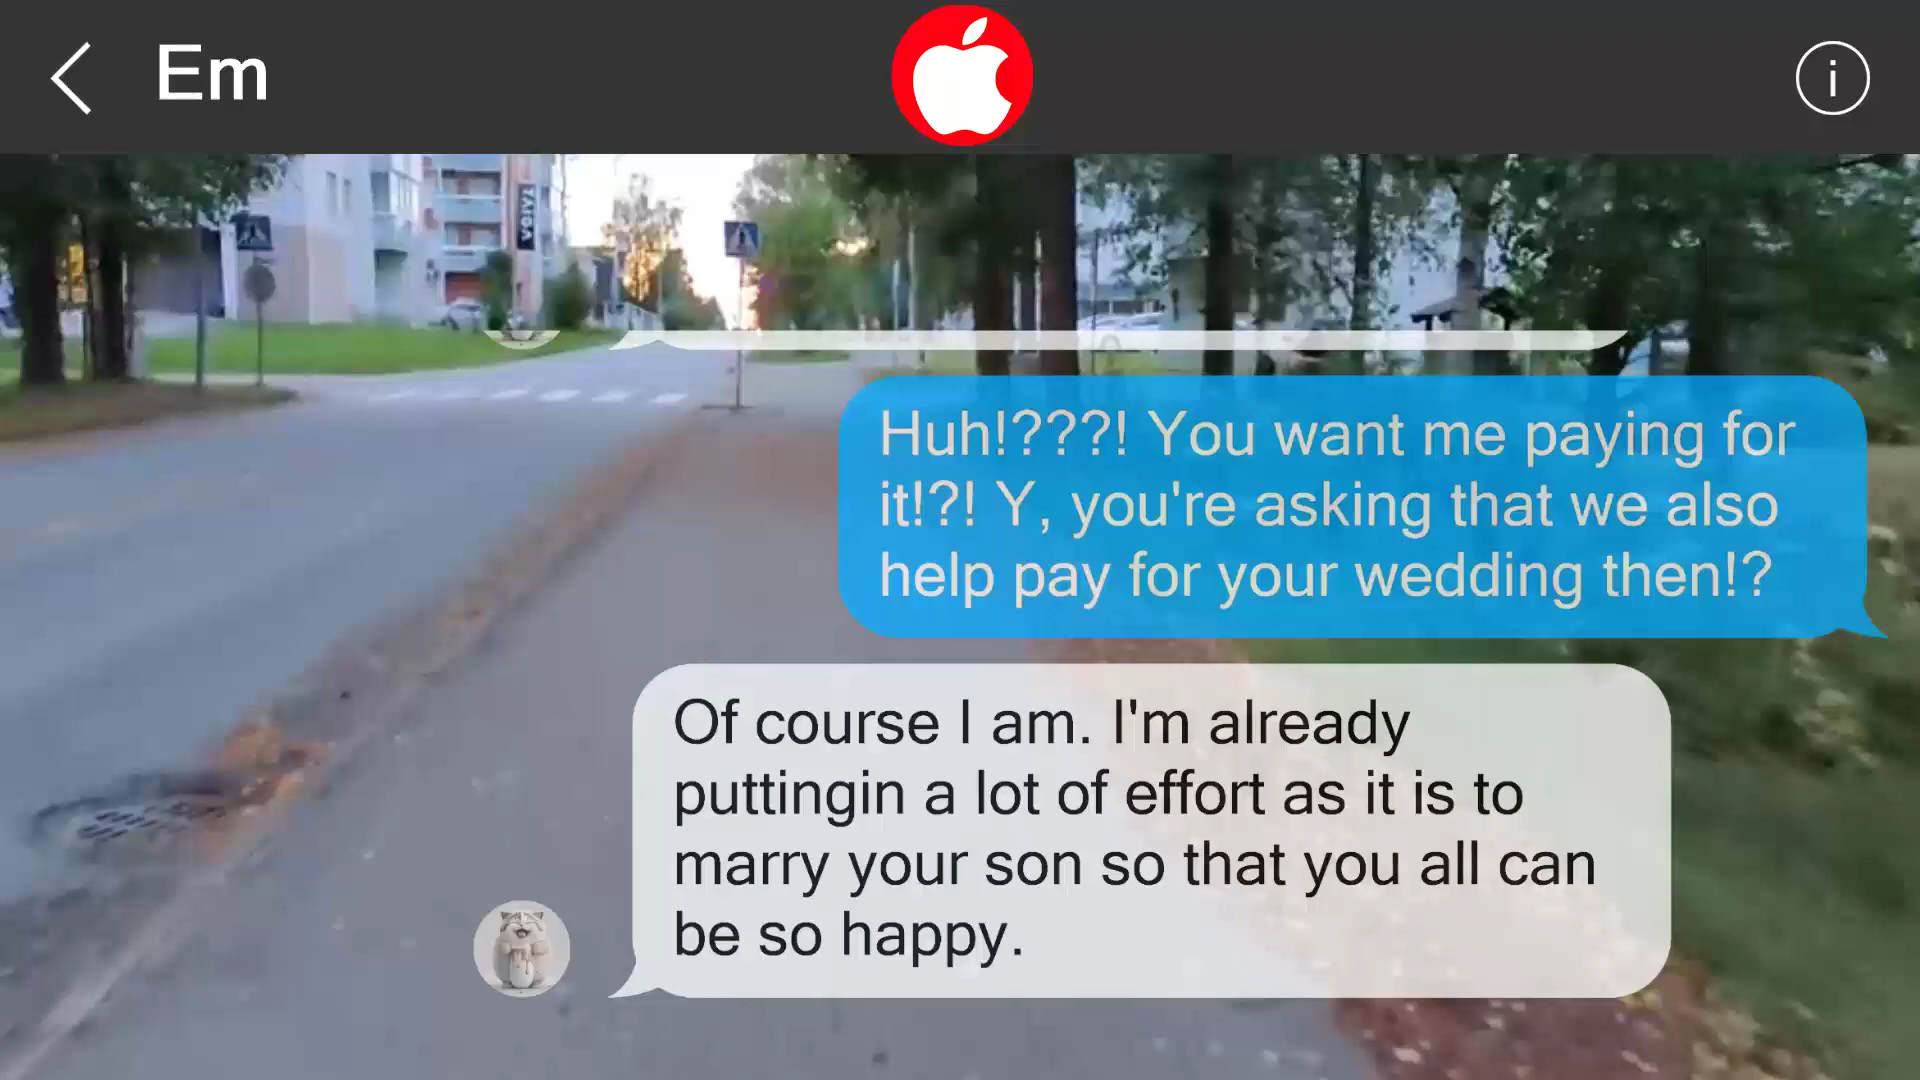 Em
i
VOIVATAIV
Huh!???! You want me paying for
it!?! Y, you're asking that we also
help pay for your wedding then!?
Of course I am. I'm already
puttingin a lot of effort as it is to
marry your son so that you all can
be so happy.